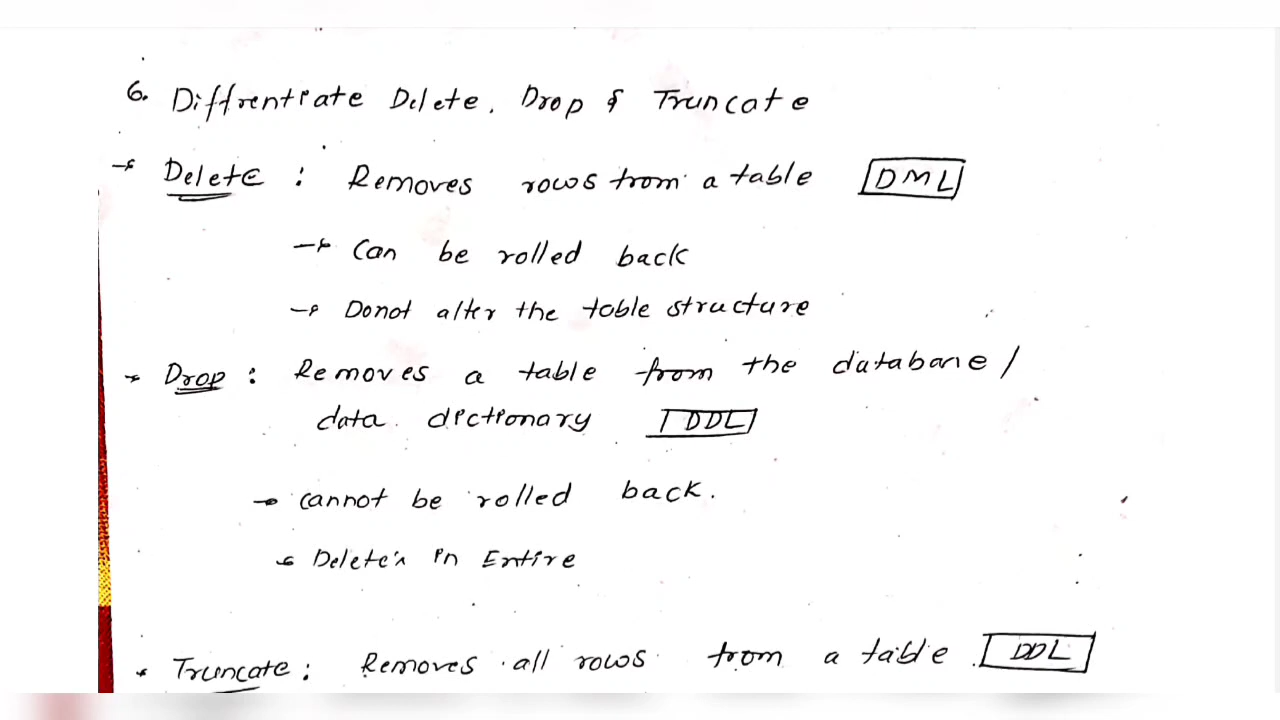 6. Diffrentiate Delete, Drop & Truncate
→ Delete : Removes rows from a table DML
→ Can be rolled back
→ Donot alter the table structure
→ Drop : Removes a table from the database /
data dictionary DDL
→ cannot be rolled back.
→ Delete's in Entire
→ Truncate : Removes all rows from a table DDL